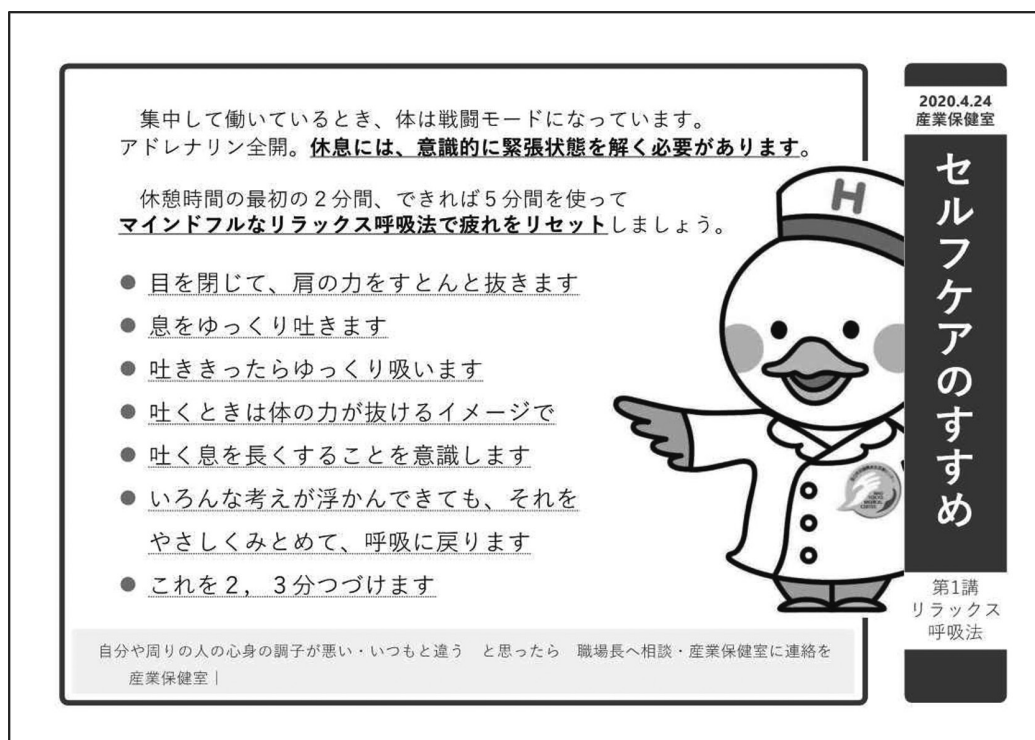 集中して働いているとき、体は戦闘モードになっています。
アドレナリン全開。休息には、意識的に緊張状態を解く必要があります。
休憩時間の最初の２分間、できれば５分間を使って
マインドフルなリラックス呼吸法で疲れをリセットしましょう。
● 目を閉じて、肩の力をすとんと抜きます
● 息をゆっくり吐きます
● 吐ききったらゆっくり吸います
● 吐くときは体の力が抜けるイメージで
● 吐く息を長くすることを意識します
● いろんな考えが浮かんできても、それを
やさしくみとめて、呼吸に戻ります
● これを２，３分つづけます
自分や周りの人の心身の調子が悪い・いつもと違う　と思ったら　職場長へ相談・産業保健室に連絡を
産業保健室｜
H
2020.4.24
産業保健室
セルフケアのすすめ
第1講
リラックス
呼吸法